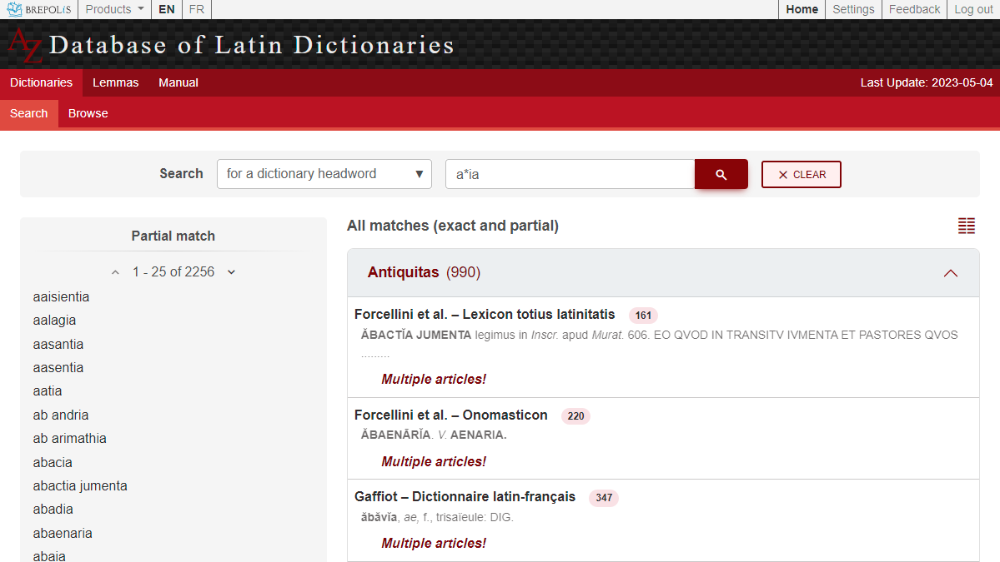 BREPOLiS Products EN FR Home Settings Feedback Log out
AZ Database of Latin Dictionaries
Dictionaries Lemmas Manual Last Update: 2023-05-04
Search Browse
Search for a dictionary headword a*ia CLEAR
Partial match
1 - 25 of 2256
aaisientia
aalagia
aasantia
aasentia
aatia
ab andria
ab arimathia
abacia
abactia jumenta
abadia
abaenaria
abaia
All matches (exact and partial)
Antiquitas (990)
Forcellini et al. – Lexicon totius latinitatis 161
ĂBACTĬA JUMENTA legimus in Inscr. apud Murat. 606. EO QVOD IN TRANSITV IVMENTA ET PASTORES QVOS
.........
Multiple articles!
Forcellini et al. – Onomasticon 220
ĂBAENĀRĬA. V. AENARIA.
Multiple articles!
Gaffiot – Dictionnaire latin-français 347
ăbăvĭa, ae, f., trisaïeule: DIG.
Multiple articles!